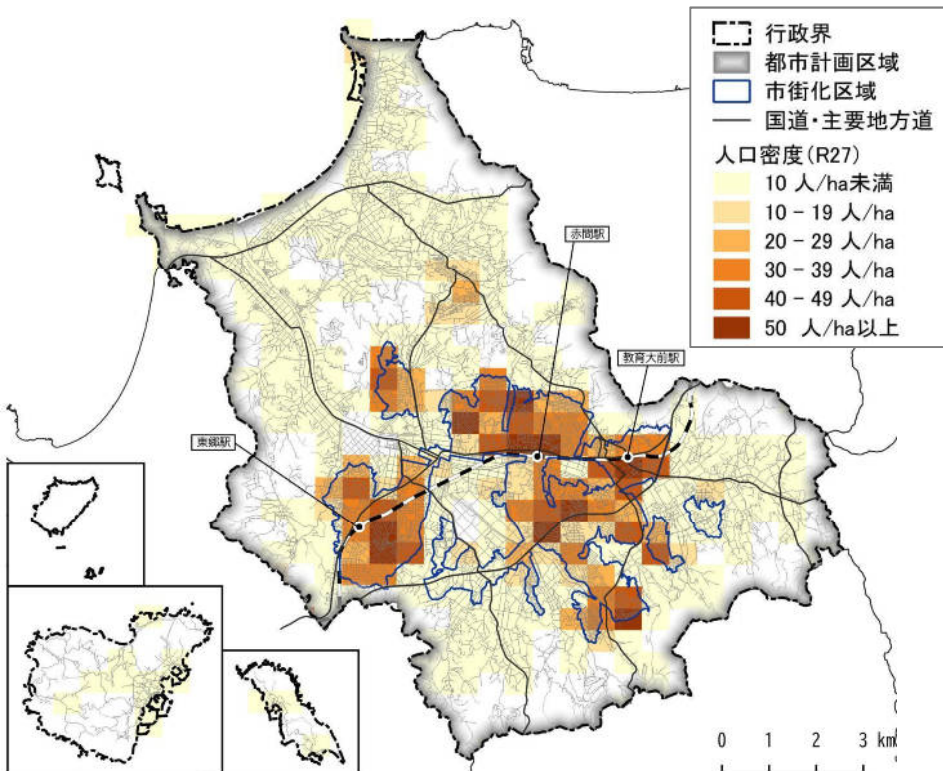 行政界
都市計画区域
市街化区域
国道・主要地方道
人口密度(R27)
10 人/ha未満
10 - 19 人/ha
20 - 29 人/ha
30 - 39 人/ha
40 - 49 人/ha
50 人/ha以上
赤間駅
教育大前駅
東郷駅
0 1 2 3 km